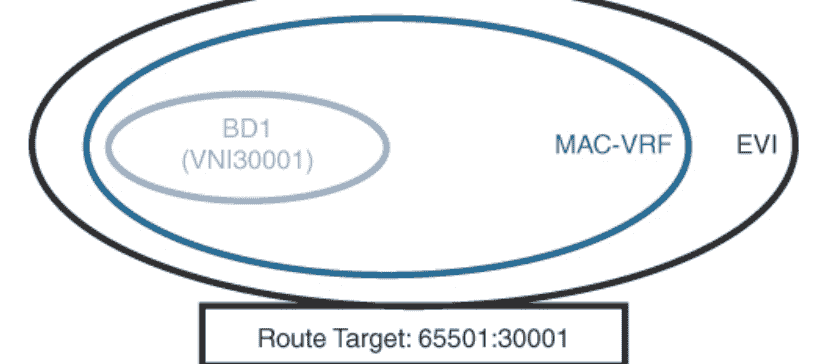 BD1
(VNI30001)
MAC-VRF
EVI
Route Target: 65501:30001